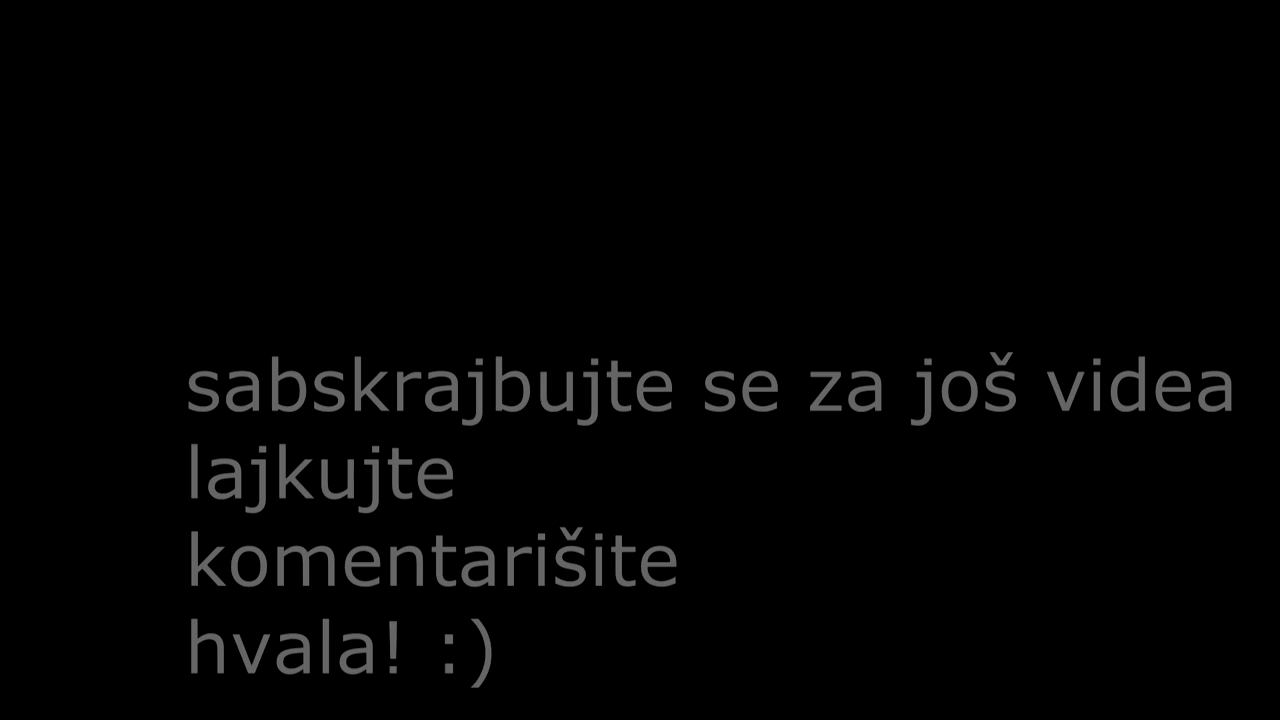 sabskrajbujte se za još videa
lajkujte
komentarišite
hvala! :)